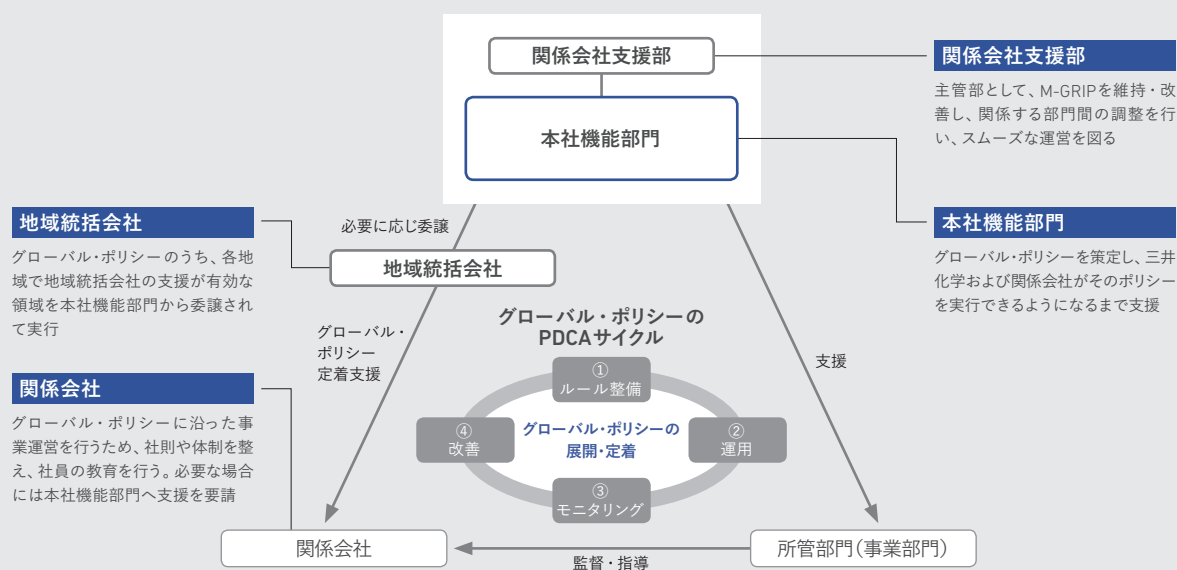 関係会社支援部
本社機能部門
関係会社支援部
主管部として、M-GRIPを維持・改
善し、関係する部門間の調整を行
い、スムーズな運営を図る
本社機能部門
グローバル・ポリシーを策定し、三井
化学および関係会社がそのポリシー
を実行できるようになるまで支援
地域統括会社
グローバル・ポリシーのうち、各地
域で地域統括会社の支援が有効な
領域を本社機能部門から委譲され
て実行
関係会社
グローバル・ポリシーに沿った事
業運営を行うため、社則や体制を整
え、社員の教育を行う。必要な場合
には本社機能部門へ支援を要請
必要に応じ委譲
地域統括会社
グローバル・
ポリシー
定着支援
グローバル・ポリシーの
PDCAサイクル
①
ルール整備
②
運用
③
モニタリング
④
改善
グローバル・ポリシーの
展開・定着
支援
関係会社
監督・指導
所管部門(事業部門)